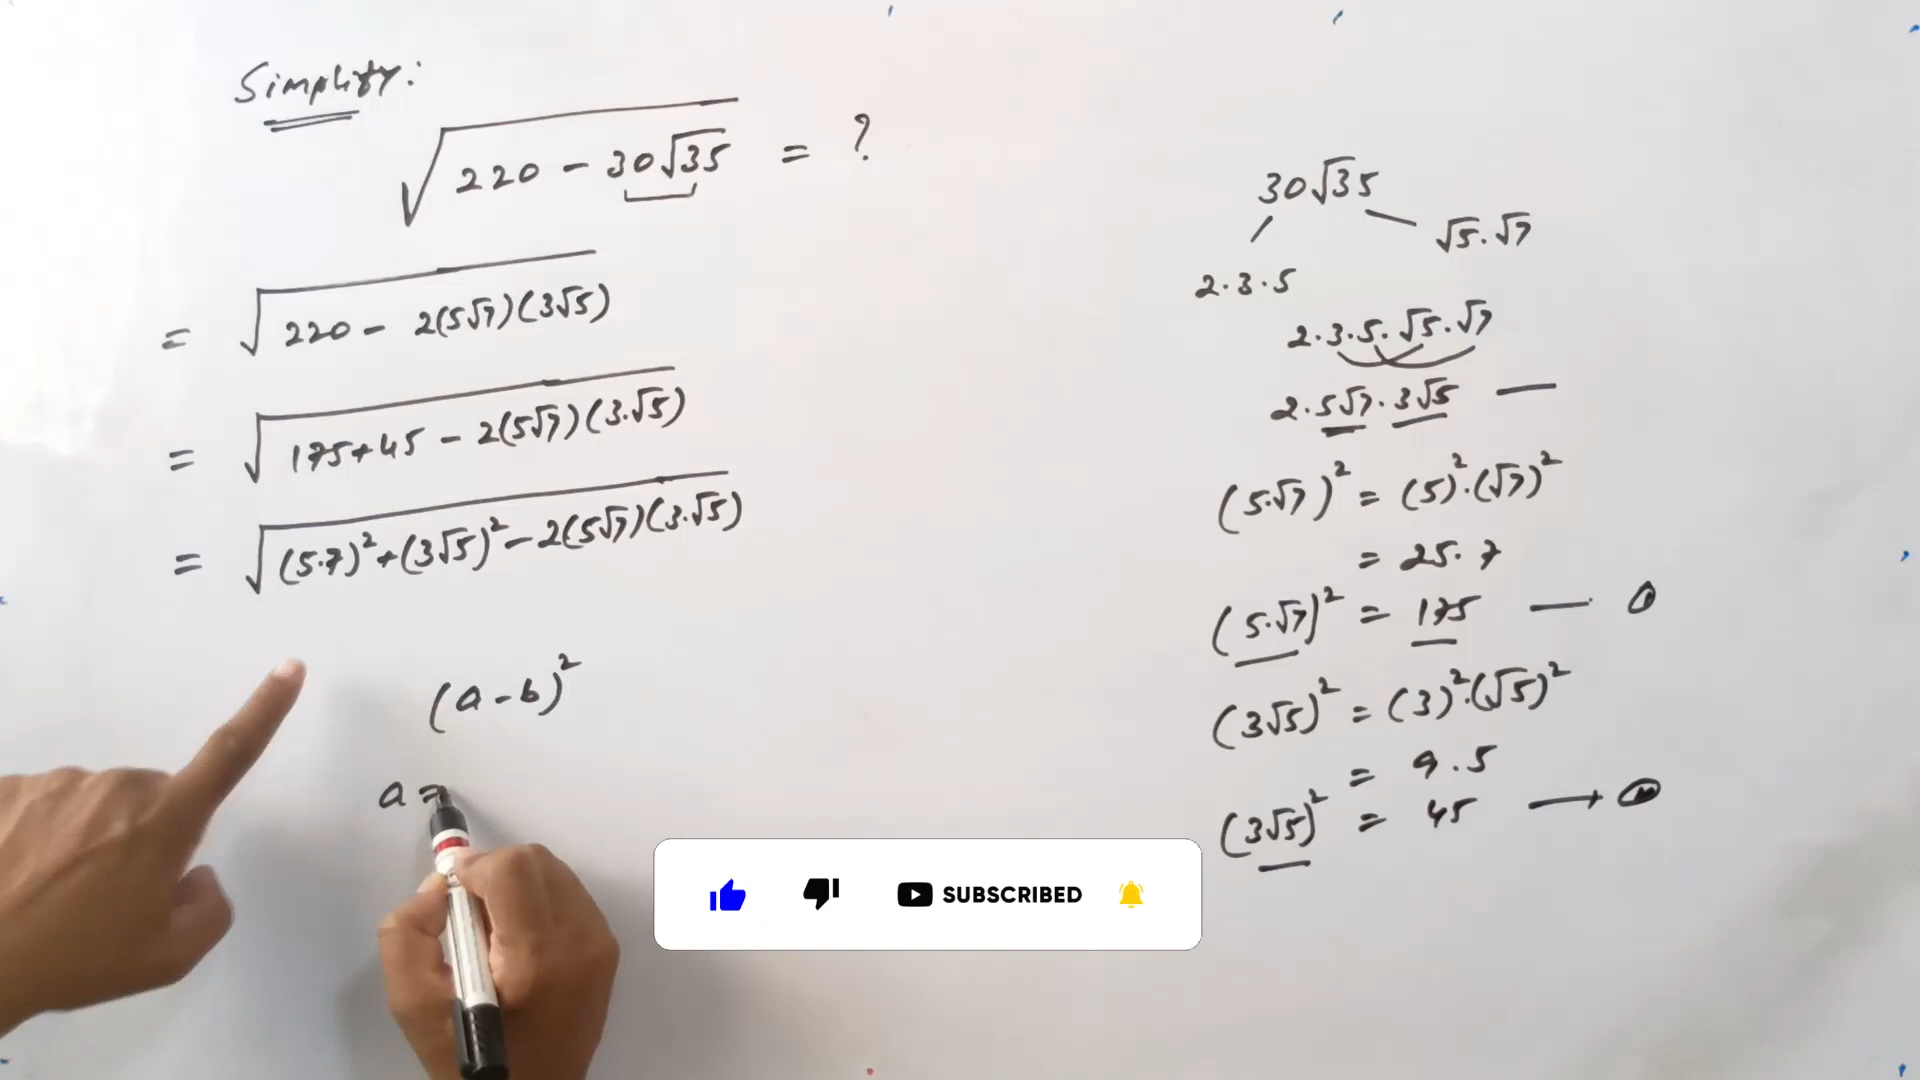 Simplify:
√(220 - 30√35) = ?
= √(220 - 2(5√7)(3√5))
= √(175+45 - 2(5√7)(3.√5))
= √((5.7)² + (3√5)² - 2(5√7)(3.√5))
(a - b)²
a =
30√35
2.3.5
√5.√7
2.3.5.√5.√7
2.5√7.3√5 —
(5.√7)² = (5)².(√7)²
= 25.7
(5.√7)² = 175 —
(3√5)² = (3)².(√5)²
= 9.5
(3√5)² = 45 →
SUBSCRIBED